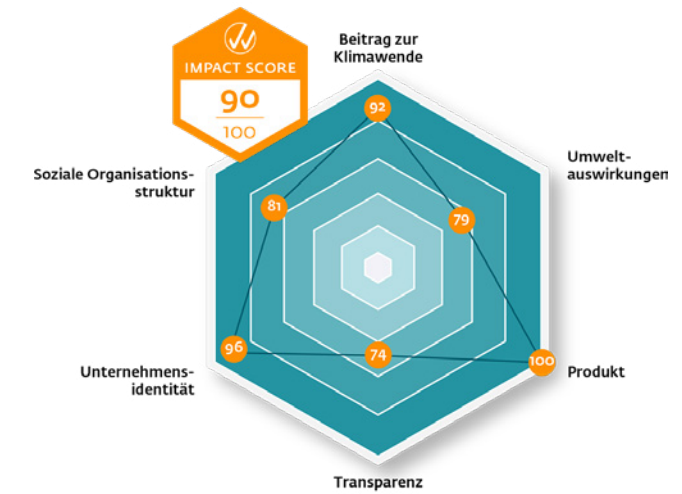 IMPACT SCORE
90
100
Beitrag zur
Klimawende
92
Umwelt-
auswirkungen
Soziale Organisations-
struktur
81
79
96
74
100
Unternehmens-
identität
Produkt
Transparenz